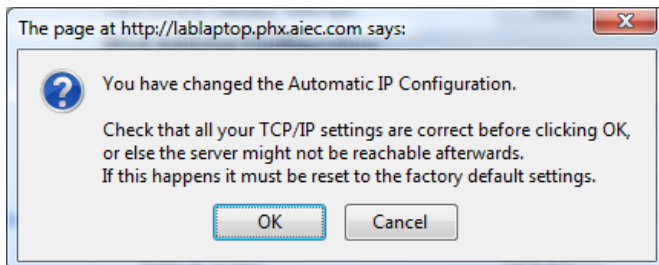 The page at http://lablaptop.phx.aiec.com says:
You have changed the Automatic IP Configuration.
Check that all your TCP/IP settings are correct before clicking OK,
or else the server might not be reachable afterwards.
If this happens it must be reset to the factory default settings.
OK
Cancel